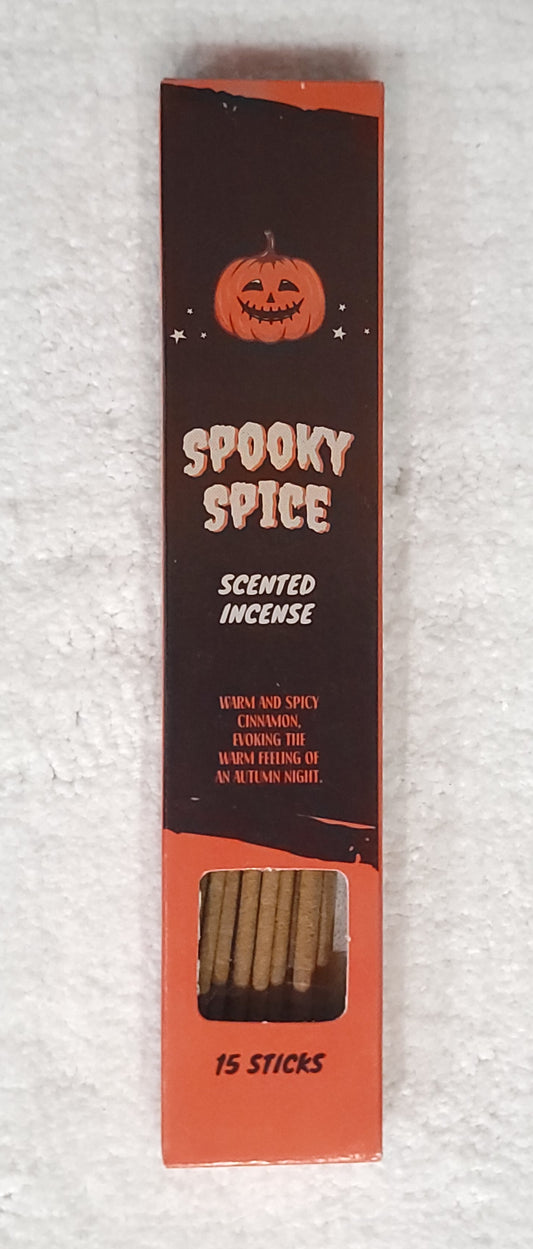 SPOOKY
SPICE
SCENTED
INCENSE
WARM AND SPICY
CINNAMON,
EVOKING THE
WARM FEELING OF
AN AUTUMN NIGHT.
15 STICKS